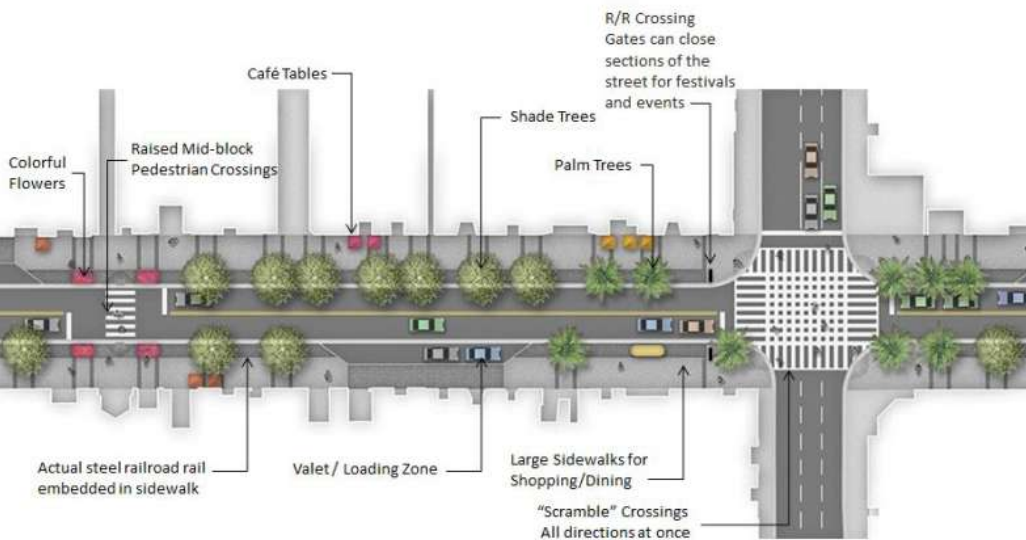 R/R Crossing
Gates can close
sections of the
street for festivals
and events
Café Tables
Shade Trees
Raised Mid-block
Pedestrian Crossings
Colorful
Flowers
Palm Trees
Actual steel railroad rail
embedded in sidewalk
Valet / Loading Zone
Large Sidewalks for
Shopping/Dining
“Scramble” Crossings
All directions at once